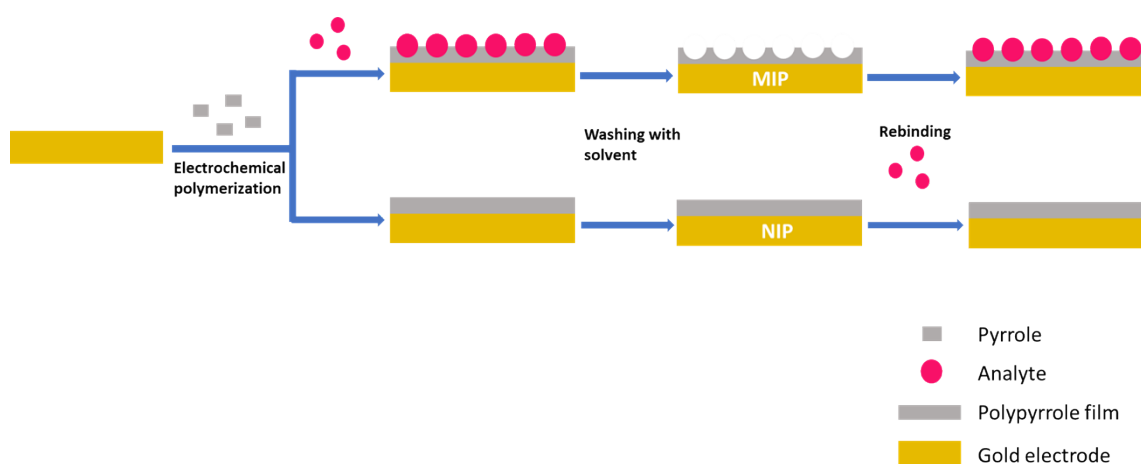 MIP
Electrochemical
polymerization
Washing with
solvent
Rebinding
NIP
Pyrrole
Analyte
Polypyrrole film
Gold electrode